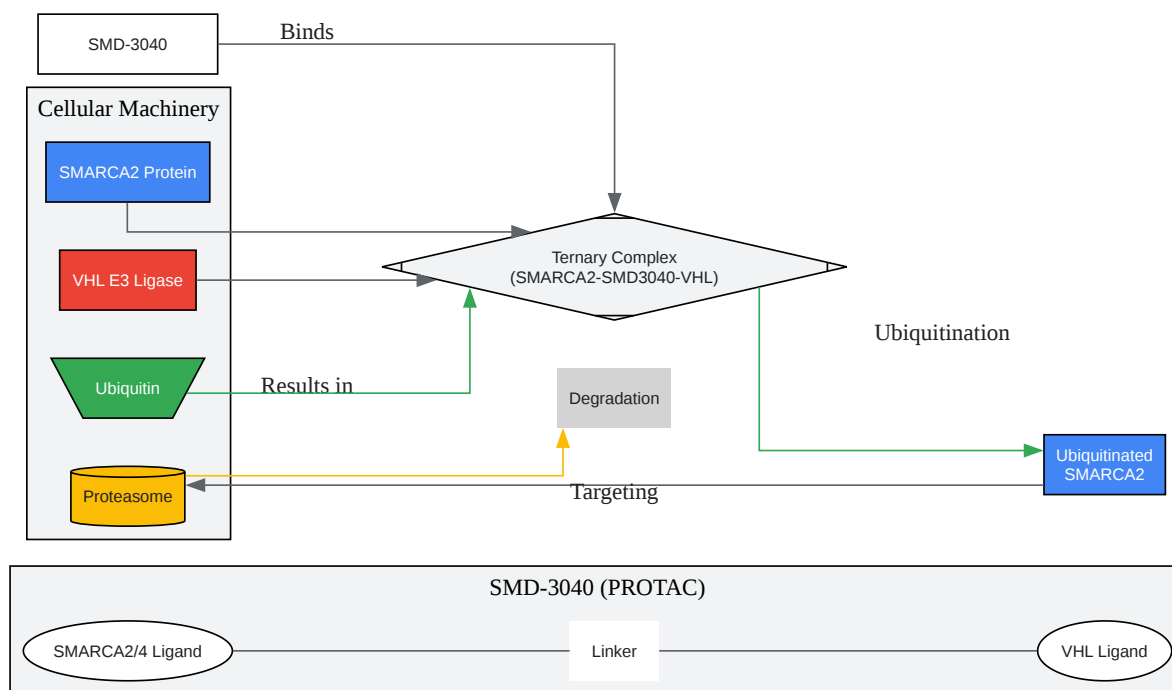 SMD-3040
Binds
Cellular Machinery
SMARCA2 Protein
VHL E3 Ligase
Ternary Complex
(SMARCA2-SMD3040-VHL)
Ubiquitination
Ubiquitin
Results in
Degradation
Ubiquitinated
SMARCA2
Proteasome
Targeting
SMD-3040 (PROTAC)
SMARCA2/4 Ligand
Linker
VHL Ligand